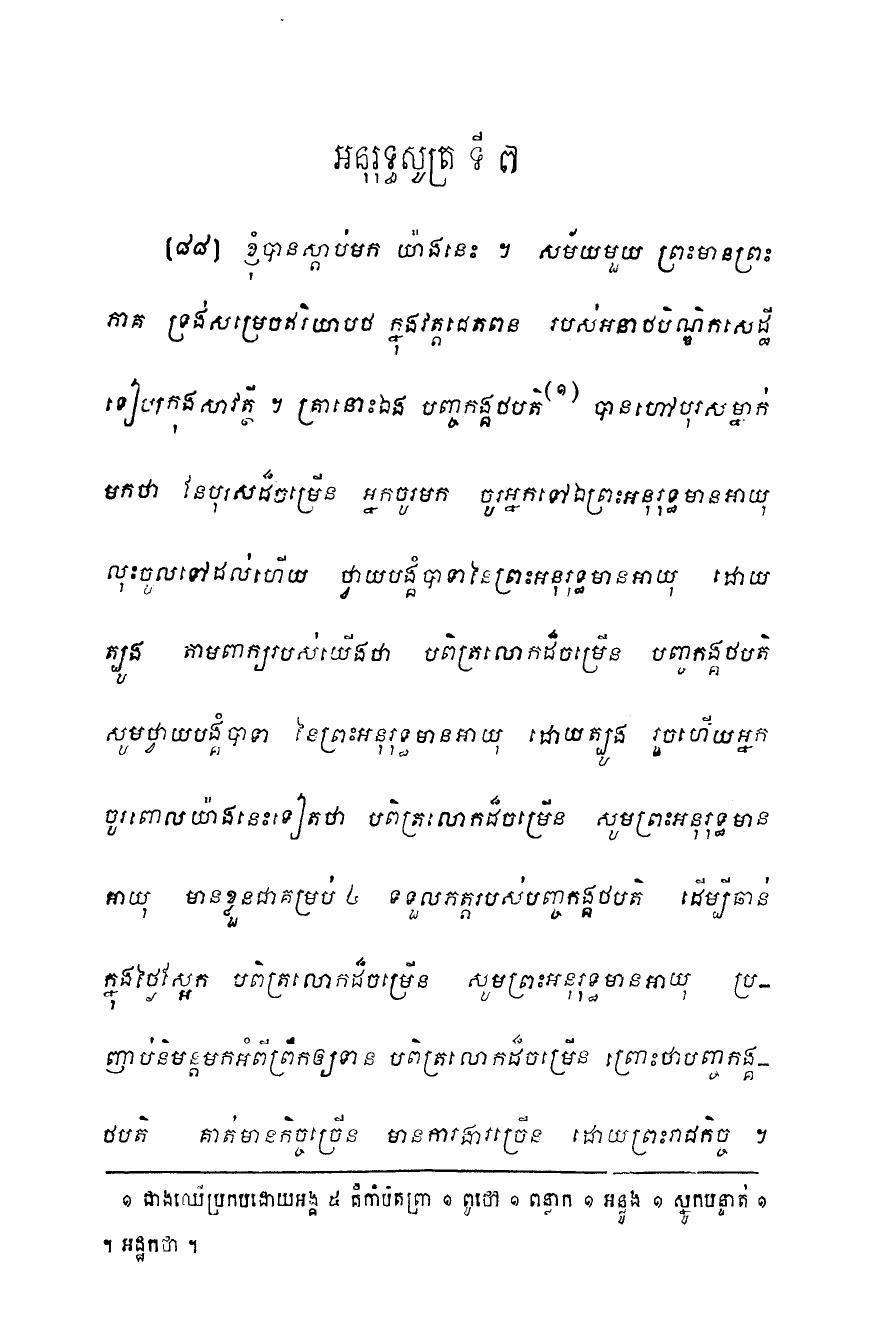 អនុរុទ្ធសូត្រ ទី ៧
[៨៨] ខ្ញុំបានស្តាប់មក យ៉ាងនេះ ។ សម័យមួយ ព្រះមានព្រះ
ភាគ ទ្រង់សម្រេចឥរិយាបថ ក្នុងវត្តជេតពន របស់អនាថបិណ្ឌិកសេដ្ឋី
ទៀបក្រុងសាវត្ថី ។ គ្រានោះឯង បញ្ចកង្គថបតិ(១) បានហៅបុរសម្នាក់
មកថា នែបុរសដ៏ចម្រើន អ្នកចូរមក ចូរអ្នកទៅឯព្រះអនុរុទ្ធមានអាយុ
លុះចូលទៅដល់ហើយ ថ្វាយបង្គំបាទានៃព្រះអនុរុទ្ធមានអាយុ ដោយ
ត្បូង តាមពាក្យរបស់យើងថា បពិត្រលោកដ៏ចម្រើន បញ្ចកង្គថបតិ
សូមថ្វាយបង្គំបាទា នៃព្រះអនុរុទ្ធមានអាយុ ដោយត្បូង រួចហើយអ្នក
ចូរពោលយ៉ាងនេះទៀតថា បពិត្រលោកដ៏ចម្រើន សូមព្រះអនុរុទ្ធមាន
អាយុ មានខ្លួនជាគម្រប់ ៤ ទទួលភត្តរបស់បញ្ចកង្គថបតិ ដើម្បីឆាន់
ក្នុងថ្ងៃស្អែក បពិត្រលោកដ៏ចម្រើន សូមព្រះអនុរុទ្ធមានអាយុ ប្រ-
ញាប់និមន្តមកអំពីព្រឹកឲ្យទាន បពិត្រលោកដ៏ចម្រើន ព្រោះថាបញ្ចកង្គ-
ថបតិ គាត់មានកិច្ចច្រើន មានការងារច្រើន ដោយព្រះរាជកិច្ច ។
១ ជាងឈើប្រកបដោយអង្គ ៥ គឺកាំបិតព្រា ១ ពូថៅ ១ ពន្លាក ១ អន្លូង ១ ស្នូកបន្ទាត់ ១
។ អដ្ឋកថា ។